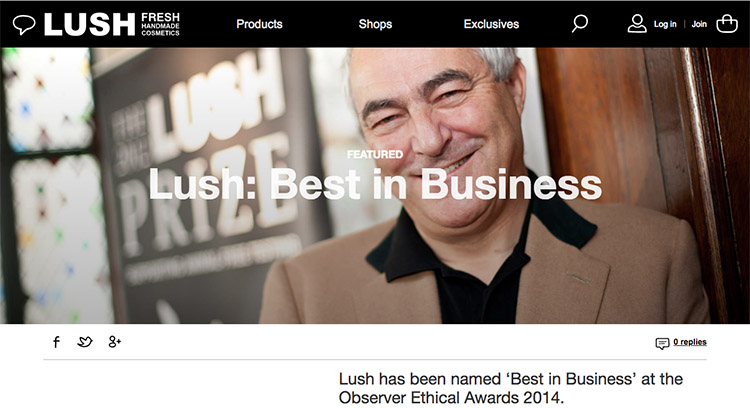 LUSH FRESH HANDMADE COSMETICS
Products Shops Exclusives Log in | Join
THE LUSH PRIZE
FEATURED
Lush: Best in Business
0 replies
Lush has been named ‘Best in Business’ at the
Observer Ethical Awards 2014.